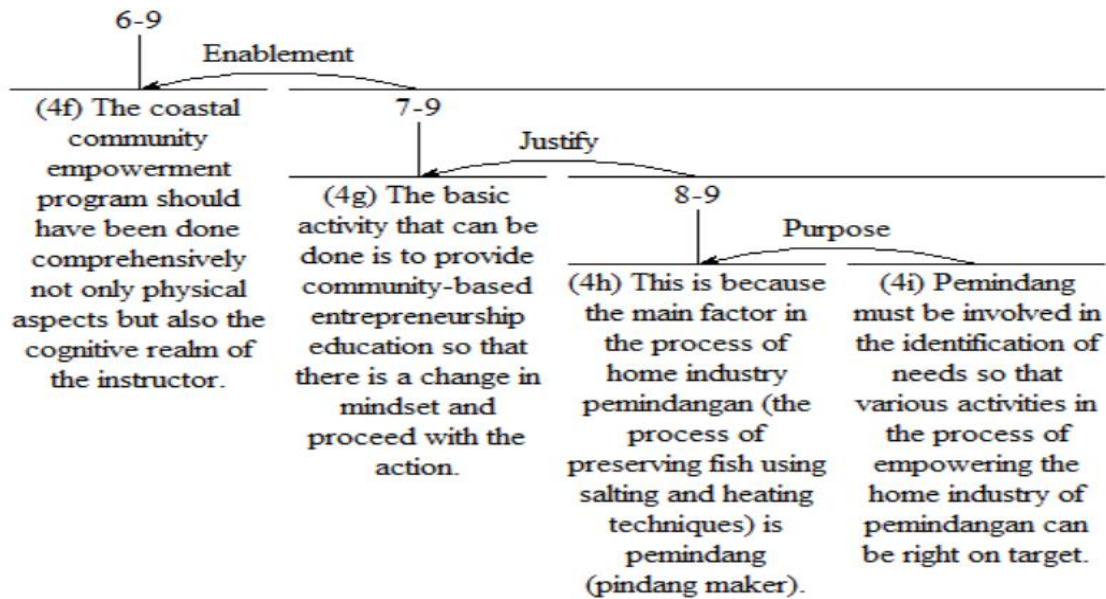 6-9
Enablement
(4f) The
coastal
community
empowerment
program should
have been done
comprehensively
not only physical
aspects but also the
cognitive realm of
the instructor.
7-9
Justify
(4g) The basic
activity that can be
done is to provide
community-based
entrepreneurship
education so that
there is a change in
mindset and
proceed with the
action.
8-9
Purpose
(4h) This is because
the main factor in
the process of
home industry
pemindangan (the
process of
preserving fish using
salting and heating
techniques) is
pemindang
(pindang maker).
(4i) Pemindang
must be involved in
the identification of
needs so that
various activities in
the process of
empowering the
home industry of
pemindangan can
be right on target.